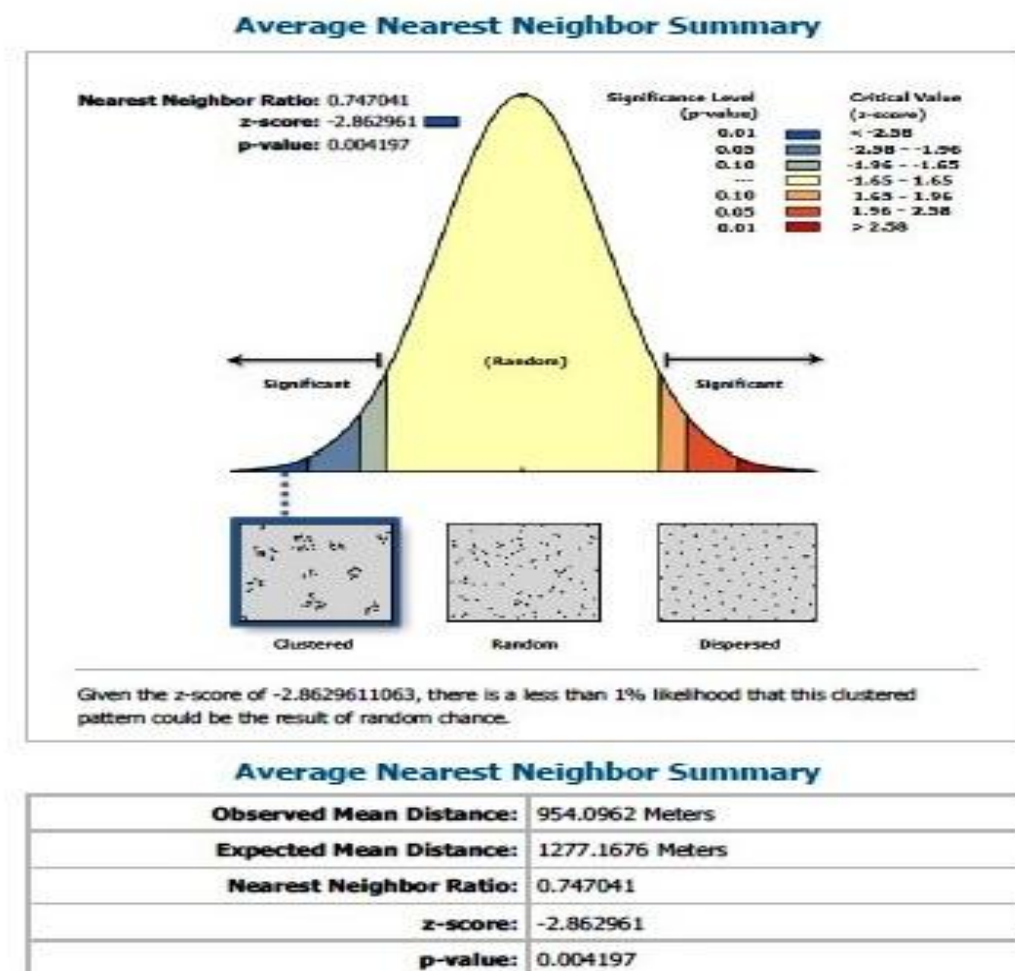 Average Nearest Neighbor Summary
Nearest Neighbor Ratio: 0.747041
z-score: -2.862961
p-value: 0.004197
Significance Level Critical Value
(p-value) (z-score)
0.01 < -2.58
0.05 -2.58 - -1.96
0.10 -1.96 - -1.65
--- -1.65 - 1.65
0.10 1.65 - 1.96
0.05 1.96 - 2.58
0.01 > 2.58
(Random)
Significant Significant
Clustered Random Dispersed
Given the z-score of -2.8629611063, there is a less than 1% likelihood that this clustered
pattern could be the result of random chance.
Average Nearest Neighbor Summary
Observed Mean Distance: 954.0962 Meters
Expected Mean Distance: 1277.1676 Meters
Nearest Neighbor Ratio: 0.747041
z-score: -2.862961
p-value: 0.004197